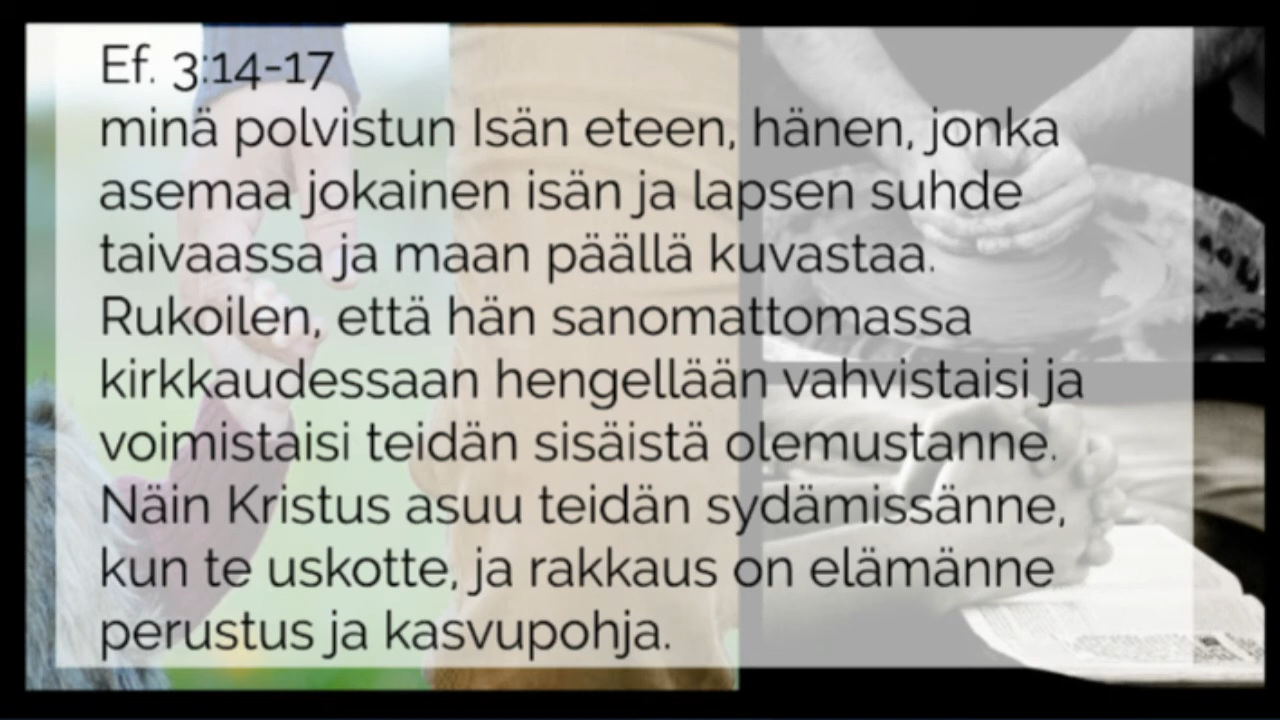 Ef. 3:14-17
minä polvistun Isän eteen, hänen, jonka
asemaa jokainen isän ja lapsen suhde
taivaassa ja maan päällä kuvastaa.
Rukoilen, että hän sanomattomassa
kirkkaudessaan hengellään vahvistaisi ja
voimistaisi teidän sisäistä olemustanne.
Näin Kristus asuu teidän sydämissänne,
kun te uskotte, ja rakkaus on elämänne
perustus ja kasvupohja.